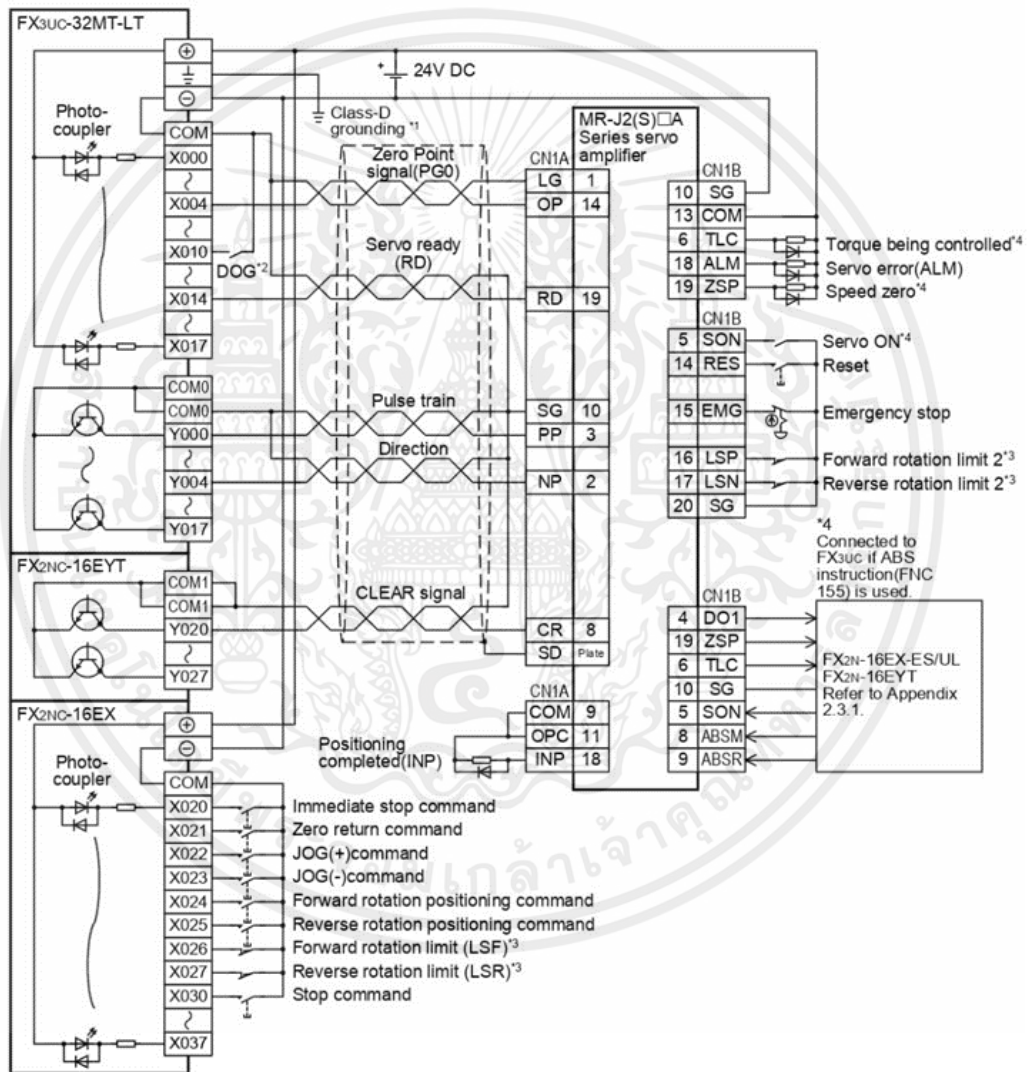 FX3UC-32MT-LT
⊕
⏚
⊖
Photo-
coupler
COM
X000
X004
X010
X014
X017
COM0
COM0
Y000
Y004
Y017
FX2NC-16EYT
COM1
COM1
Y020
Y027
FX2NC-16EX
⊕
⊖
Photo-
coupler
COM
X020
X021
X022
X023
X024
X025
X026
X027
X030
X037
+
24V DC
Class-D
grounding *1
Zero Point
signal(PG0)
Servo ready
(RD)
DOG*2
Pulse train
Direction
CLEAR signal
Positioning
completed(INP)
Immediate stop command
Zero return command
JOG(+)command
JOG(-)command
Forward rotation positioning command
Reverse rotation positioning command
Forward rotation limit (LSF)*3
Reverse rotation limit (LSR)*3
Stop command
MR-J2(S)□A
Series servo
amplifier
CN1A
LG 1
OP 14
RD 19
SG 10
PP 3
NP 2
CR 8
SD Plate
CN1A
COM 9
OPC 11
INP 18
CN1B
10 SG
13 COM
6 TLC
18 ALM
19 ZSP
Torque being controlled*4
Servo error(ALM)
Speed zero*4
CN1B
5 SON
14 RES
15 EMG
16 LSP
17 LSN
20 SG
Servo ON*4
Reset
Emergency stop
Forward rotation limit 2*3
Reverse rotation limit 2*3
*4
Connected to
FX3UC if ABS
instruction(FNC
155) is used.
CN1B
4 DO1
19 ZSP
6 TLC
10 SG
5 SON
8 ABSM
9 ABSR
FX2N-16EX-ES/UL
FX2N-16EYT
Refer to Appendix
2.3.1.